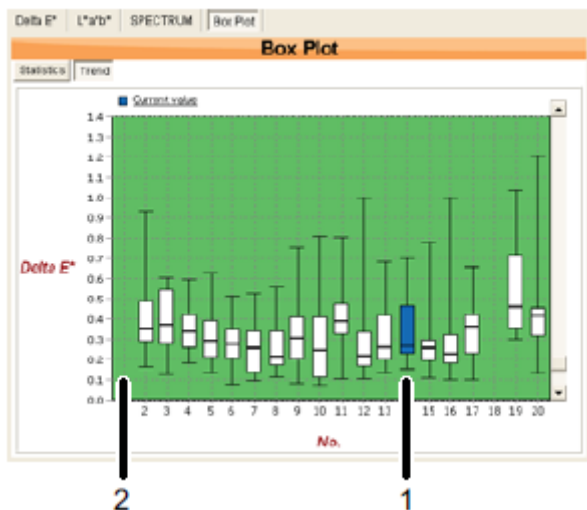 Delta E* L*a*b* SPECTRUM Box Plot
Box Plot
Statistics Trend
Current value
1.4
1.3
1.2
1.1
1.0
0.9
0.8
0.7
Delta E*
0.6
0.5
0.4
0.3
0.2
0.1
0.0
2 3 4 5 6 7 8 9 10 11 12 13 15 16 17 18 19 20
No.
2 1